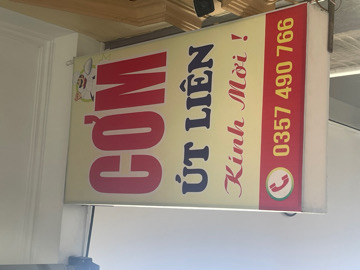 CƠM
ÚT LIÊN
Kính Mời !
0357 490 766